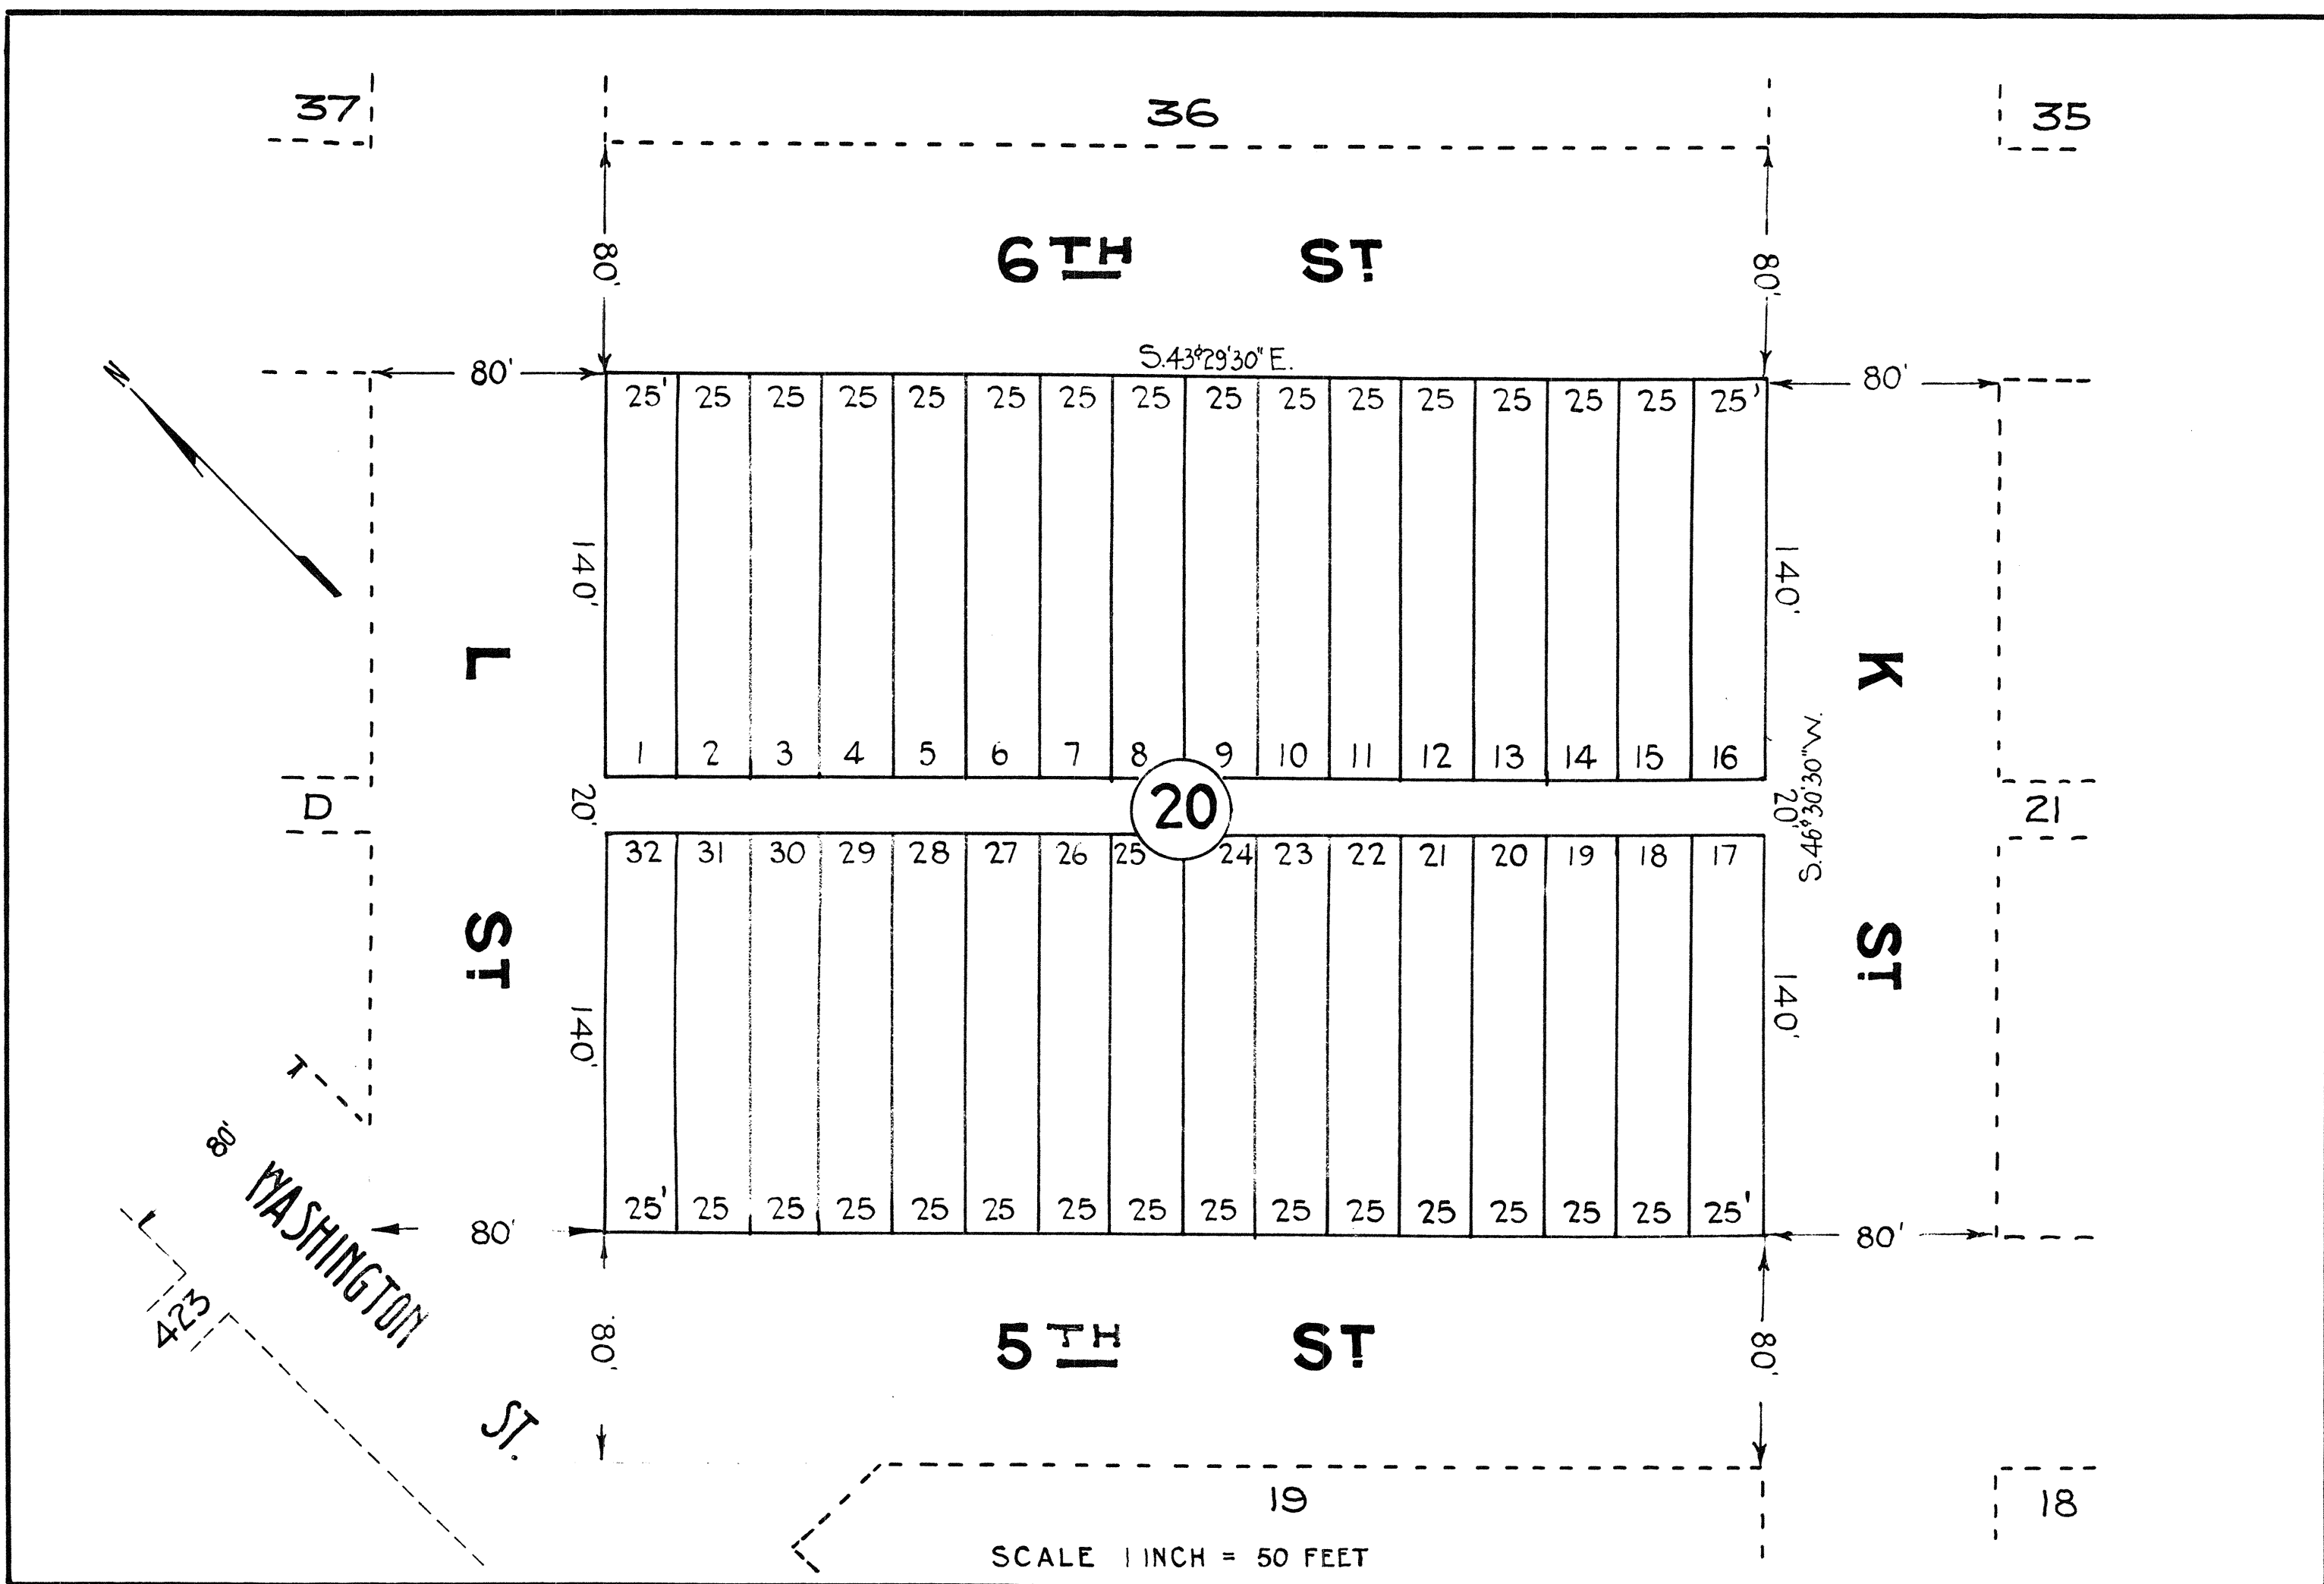 37 36 35
80' 80'
6TH ST
S.43°29'30"E.
N
80' 80'
25' 25 25 25 25 25 25 25 25 25 25 25 25 25 25 25'
140' 140'
L K
1 2 3 4 5 6 7 8 9 10 11 12 13 14 15 16
D 20' 20 20' S.46°30'30"W. 21
32 31 30 29 28 27 26 25 24 23 22 21 20 19 18 17
ST ST
140' 140'
25' 25 25 25 25 25 25 25 25 25 25 25 25 25 25 25'
80' 80'
80'
WASHINGTON ST.
423
80' 80'
5TH ST
19 18
SCALE 1 INCH = 50 FEET